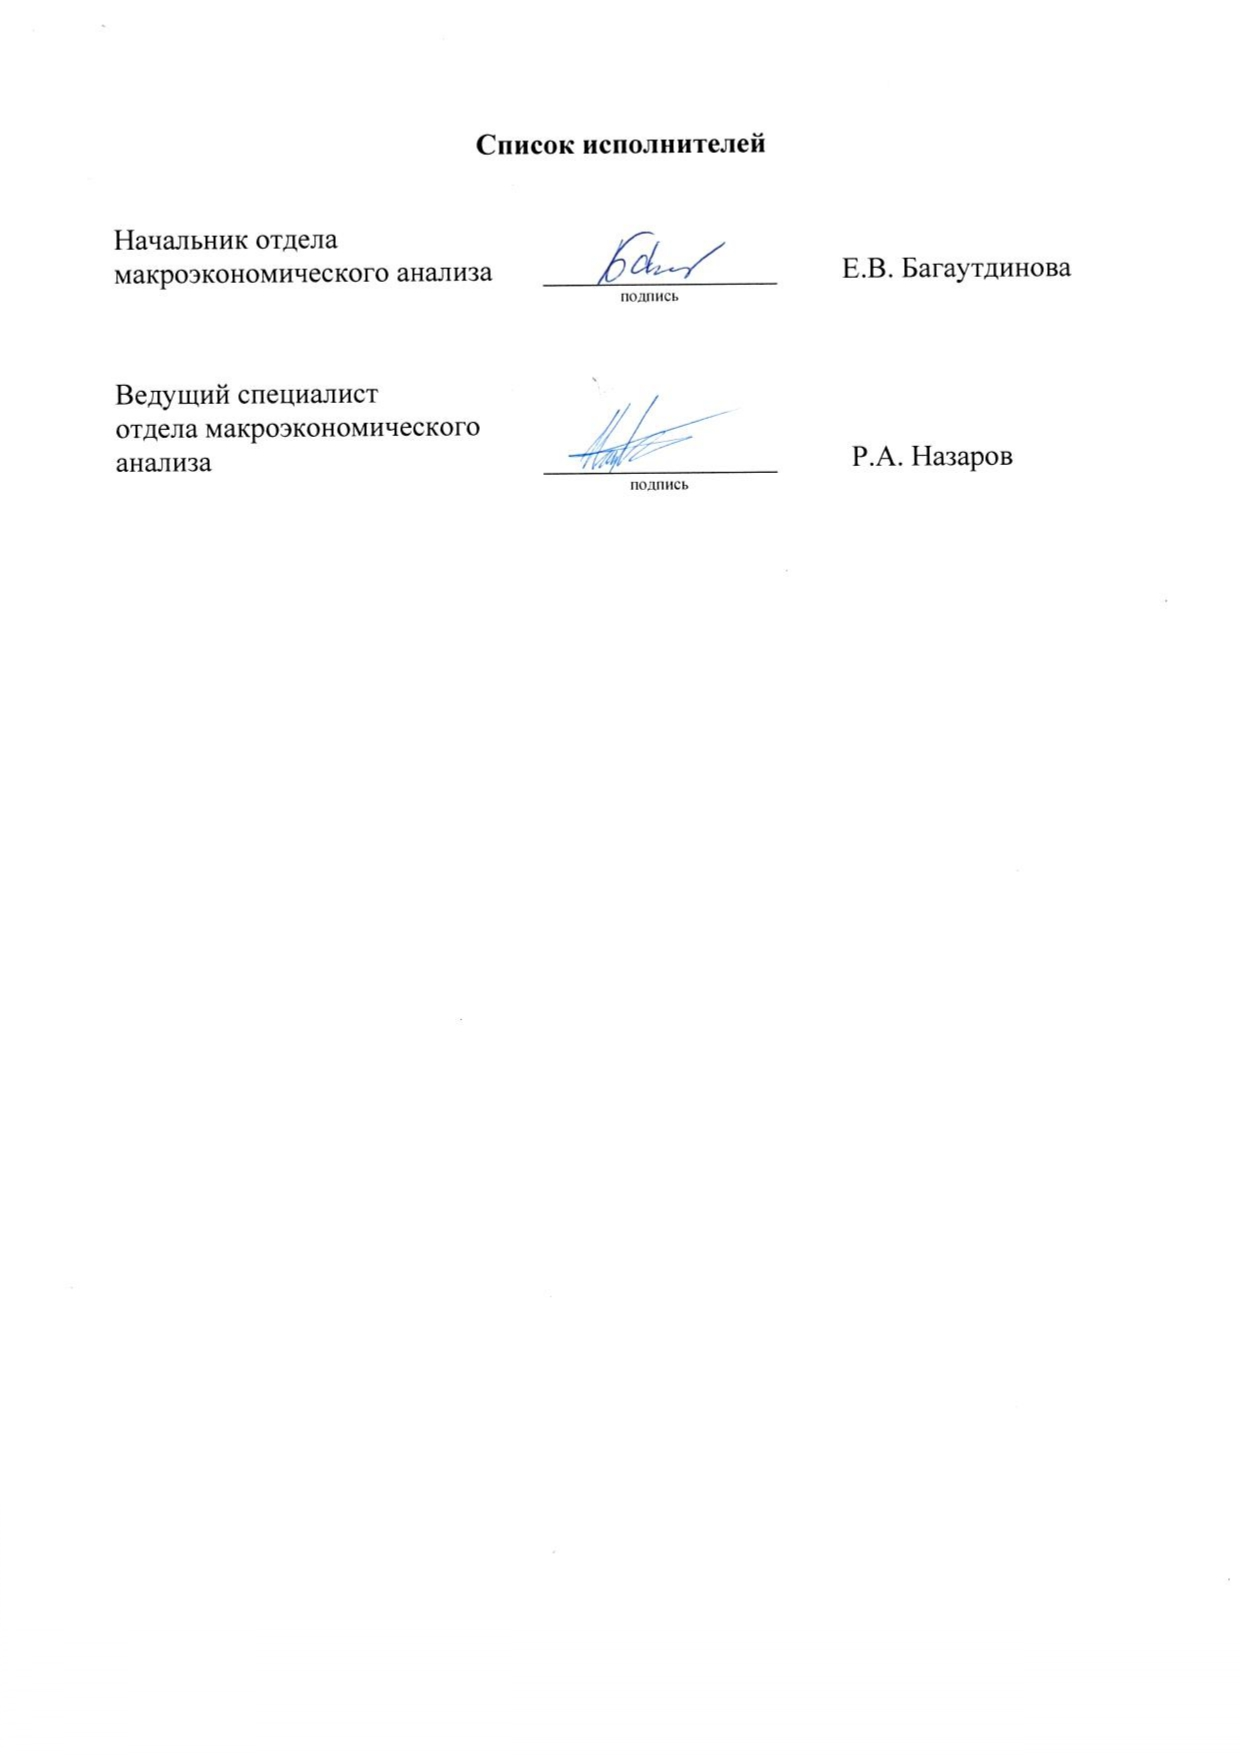 Список исполнителей
Начальник отдела
макроэкономического анализа
Е.В. Багаутдинова
подпись
Ведущий специалист
отдела макроэкономического
анализа
Р.А. Назаров
подпись